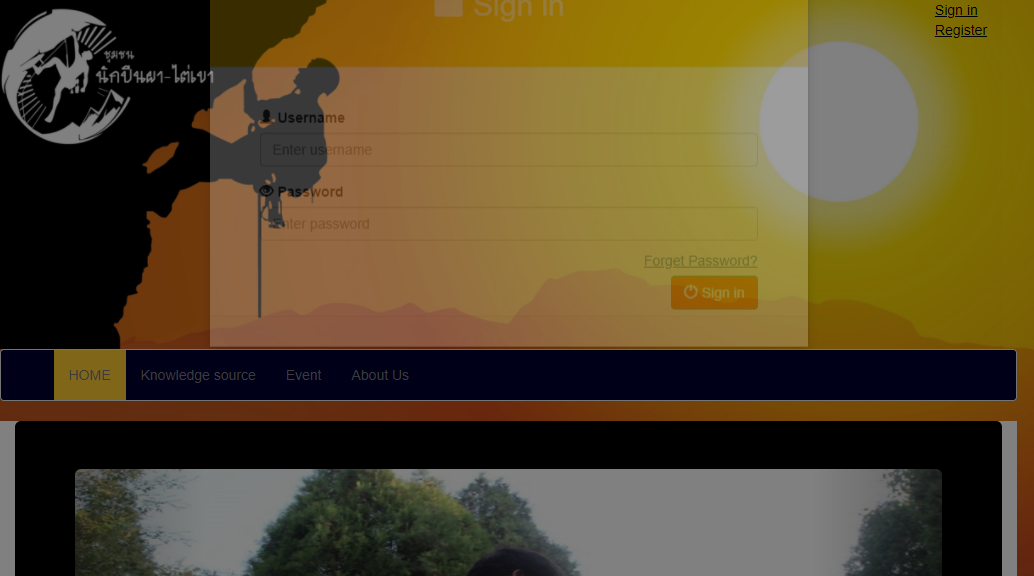 Sign in
Sign in
Register
ชุมชน
นักปีนผา-ไต่เขา
Username
Enter username
Password
Enter password
Forget Password?
Sign in
HOME
Knowledge source
Event
About Us